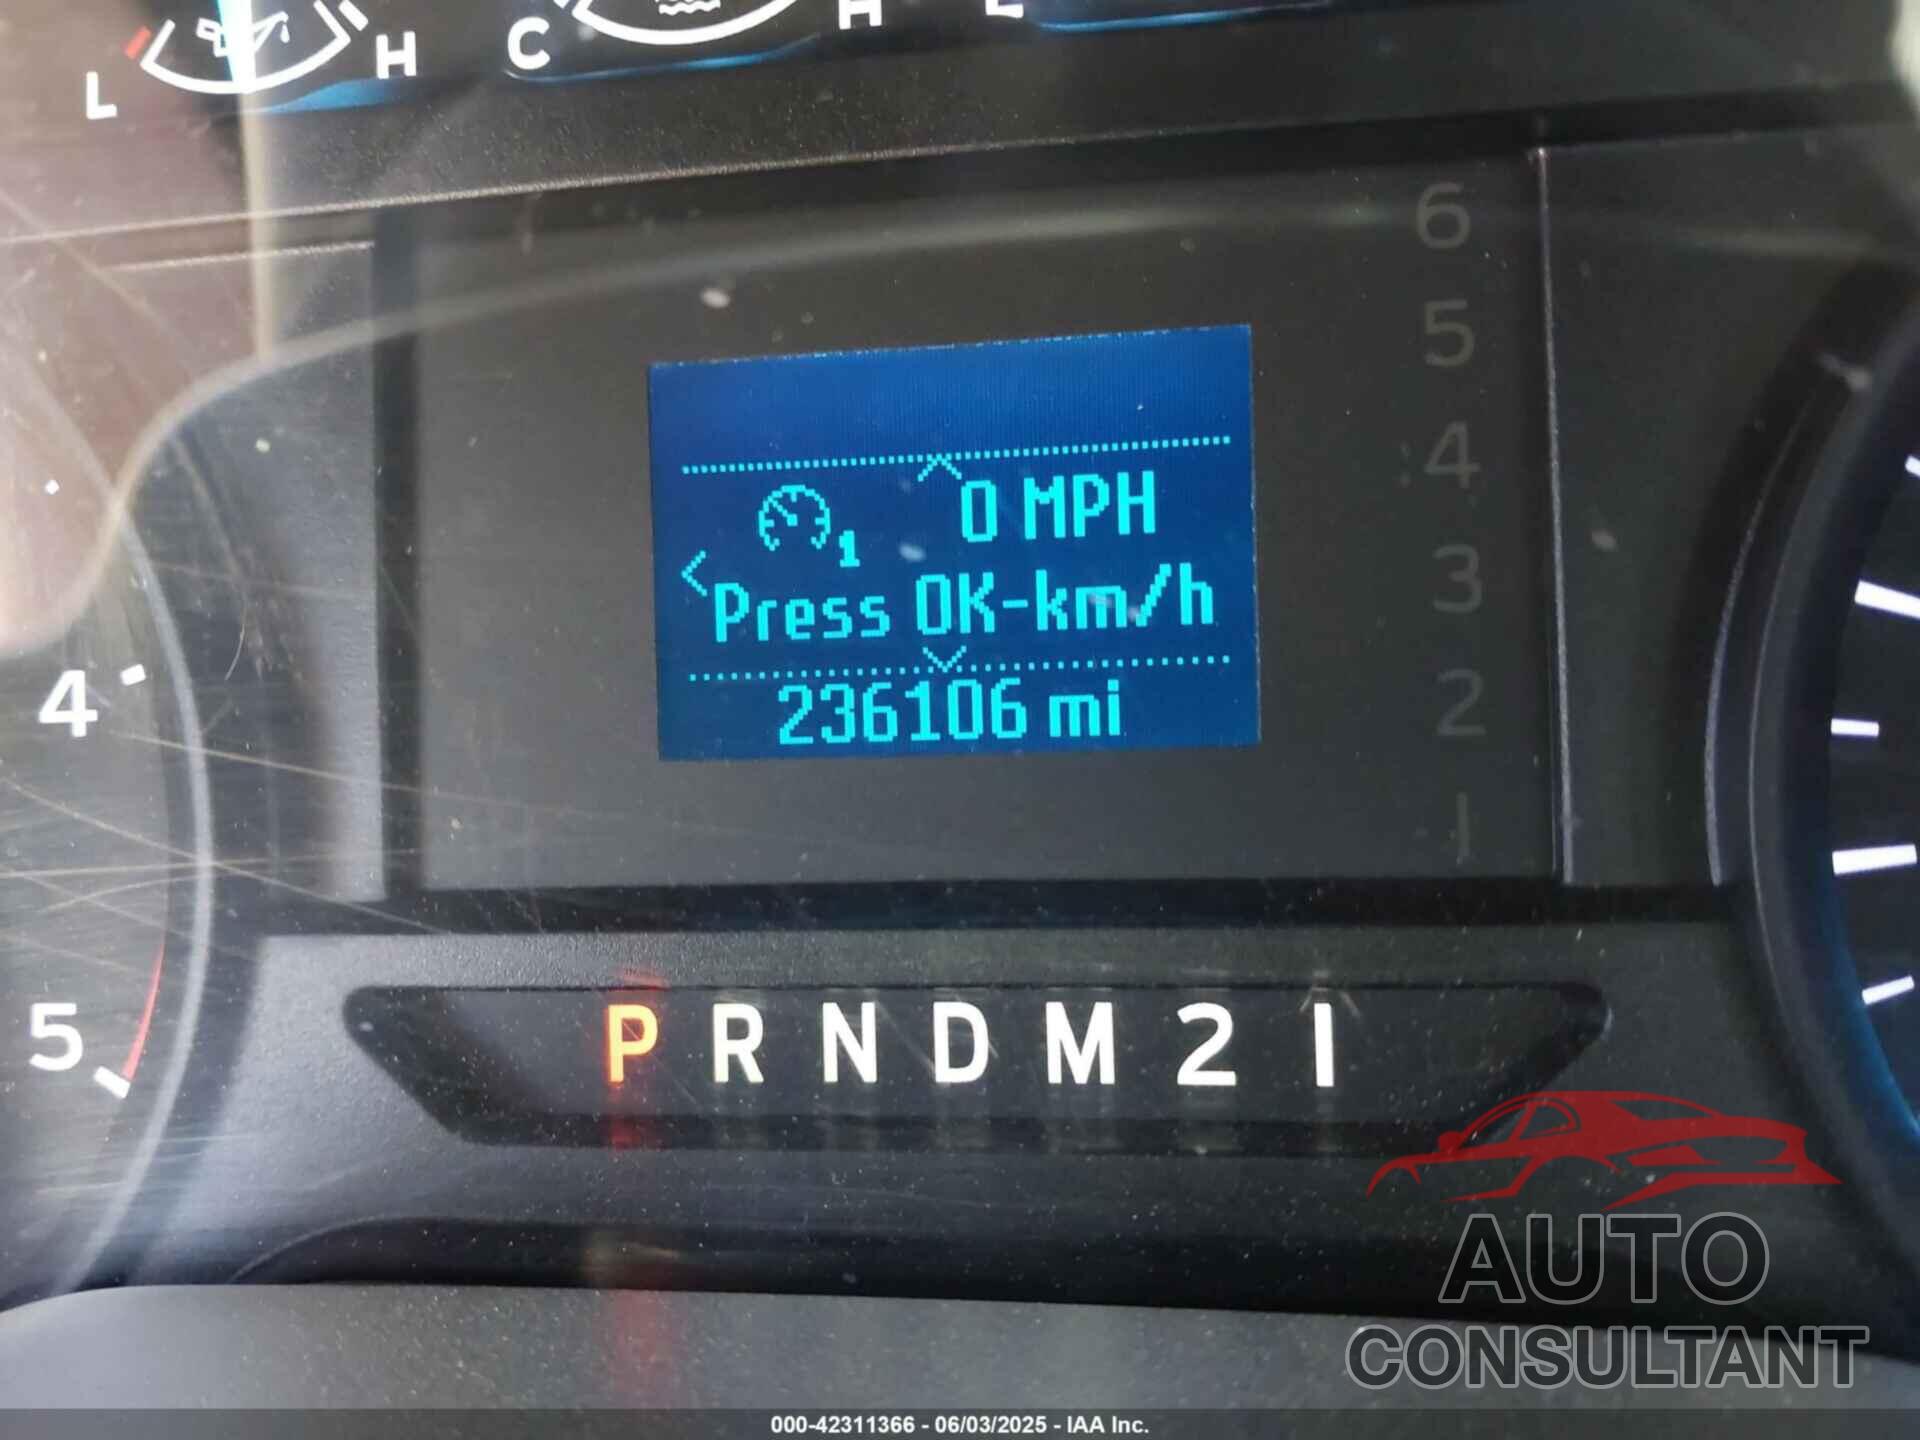 L H C H E
6
5
4
3
2
1
0 MPH
1
Press OK-km/h
236106 mi
4
5
P R N D M 2 1
AUTO
CONSULTANT
000-42311366 - 06/03/2025 - IAA Inc.